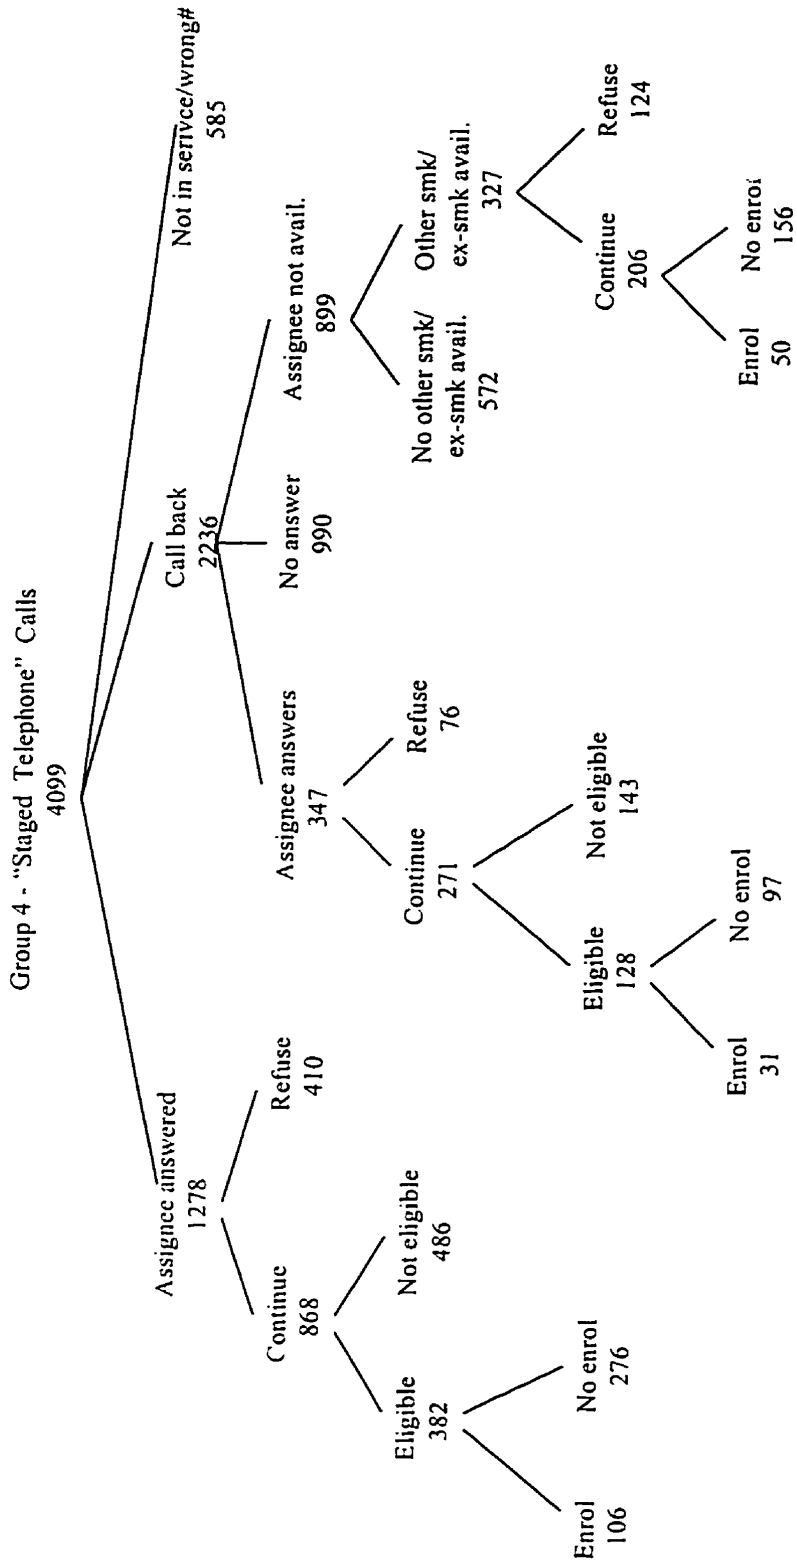 Group 4 - "Staged Telephone" Calls
4099
Assignee answered
1278
Call back
2236
Not in serivce/wrong#
585
Continue
868
Refuse
410
Assignee answers
347
No answer
990
Assignee not avail.
899
Eligible
382
Not eligible
486
Continue
271
Refuse
76
No other smk/
ex-smk avail.
572
Other smk/
ex-smk avail.
327
Enrol
106
No enrol
276
Eligible
128
Not eligible
143
Continue
206
Refuse
124
Enrol
31
No enrol
97
Enrol
50
No enrol
156